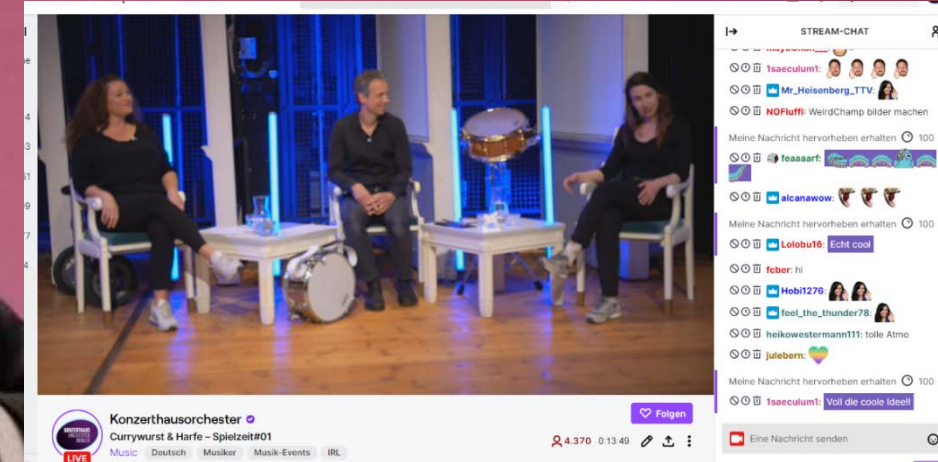 STREAM-CHAT
1saeculum1:
Mr_Heisenberg_TTV:
NOFluffi: WeirdChamp bilder machen
Meine Nachricht hervorheben erhalten 100
feaaaarf:
alcanawow:
Meine Nachricht hervorheben erhalten 100
Lolobu16: Echt cool
fcber: hi
Hobi1276:
feel_the_thunder78:
heikowestermann111: tolle Atmo
julebern:
Meine Nachricht hervorheben erhalten 100
1saeculum1: Voll die coole Idee!!
Eine Nachricht senden
KONZERTHAUS
ORCHESTER
BERLIN
LIVE
Konzerthausorchester
Currywurst & Harfe – Spielzeit#01
Music Deutsch Musiker Musik-Events IRL
Folgen
4.370 0:13:49